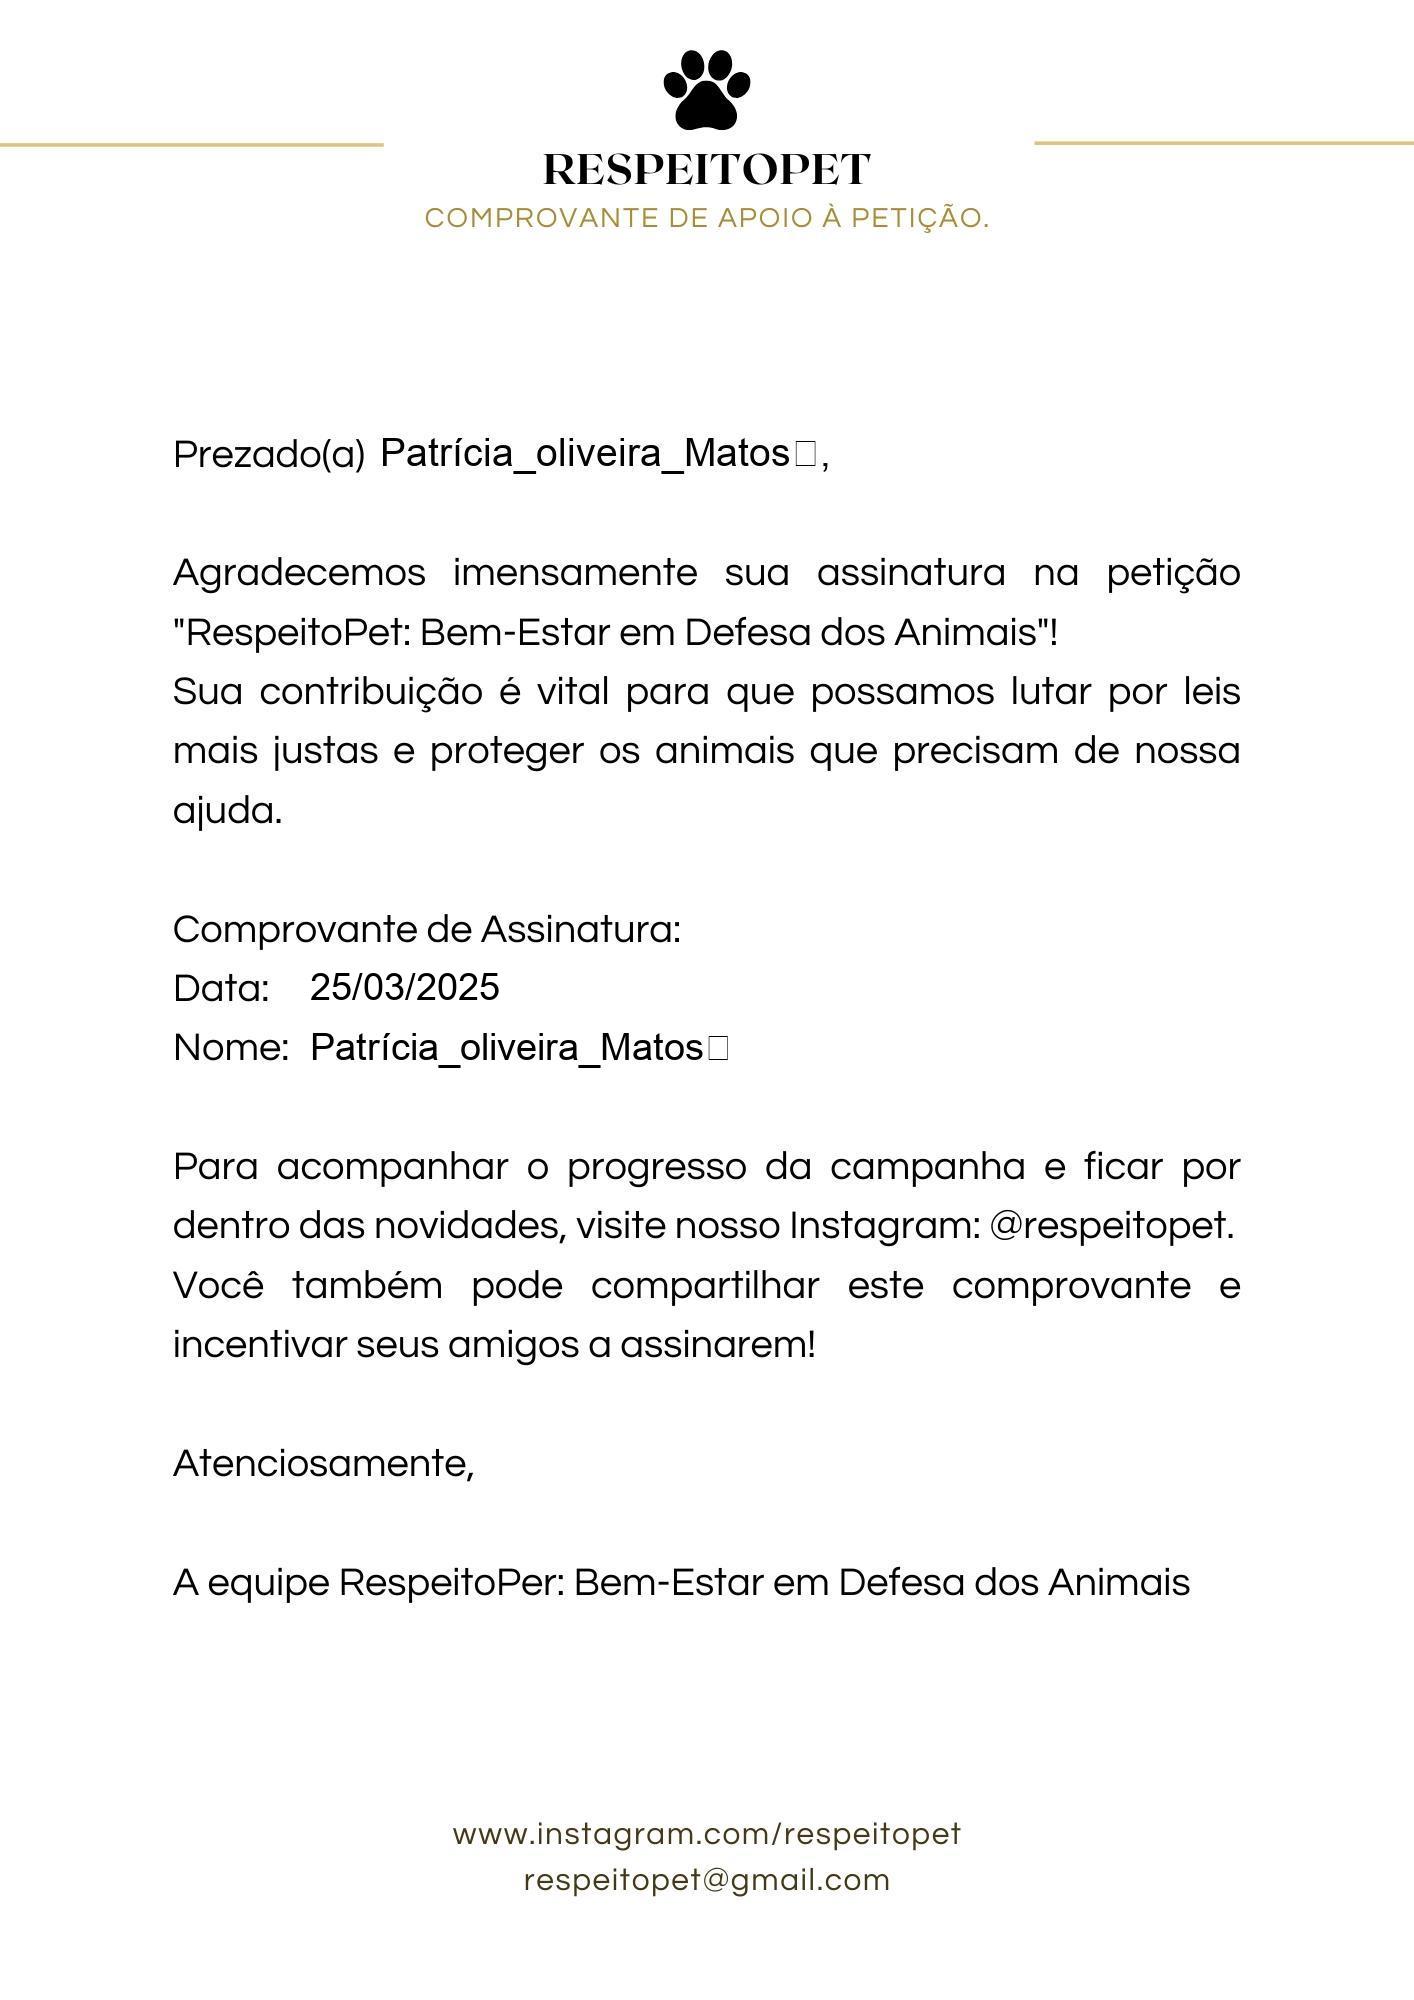 RESPEITOPET
COMPROVANTE DE APOIO À PETIÇÃO.
Prezado(a) Patrícia_oliveira_Matos□,
Agradecemos imensamente sua assinatura na petição
"RespeitoPet: Bem-Estar em Defesa dos Animais"!
Sua contribuição é vital para que possamos lutar por leis
mais justas e proteger os animais que precisam de nossa
ajuda.
Comprovante de Assinatura:
Data: 25/03/2025
Nome: Patrícia_oliveira_Matos□
Para acompanhar o progresso da campanha e ficar por
dentro das novidades, visite nosso Instagram: @respeitopet.
Você também pode compartilhar este comprovante e
incentivar seus amigos a assinarem!
Atenciosamente,
A equipe RespeitoPer: Bem-Estar em Defesa dos Animais
www.instagram.com/respeitopet
respeitopet@gmail.com